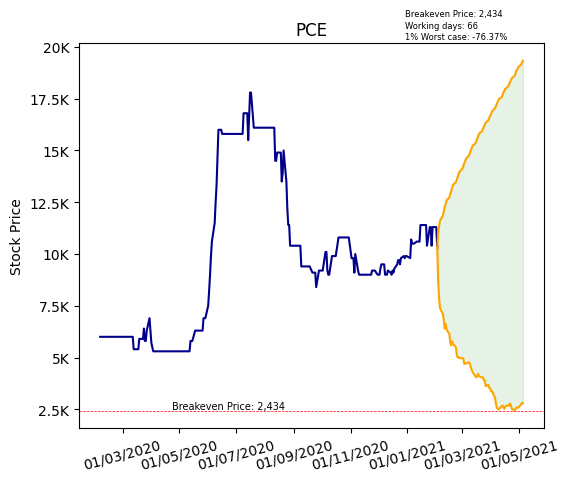 Breakeven Price: 2,434
Working days: 66
1% Worst case: -76.37%
PCE
Stock Price
20K
17.5K
15K
12.5K
10K
7.5K
5K
2.5K
Breakeven Price: 2,434
01/03/2020
01/05/2020
01/07/2020
01/09/2020
01/11/2020
01/01/2021
01/03/2021
01/05/2021